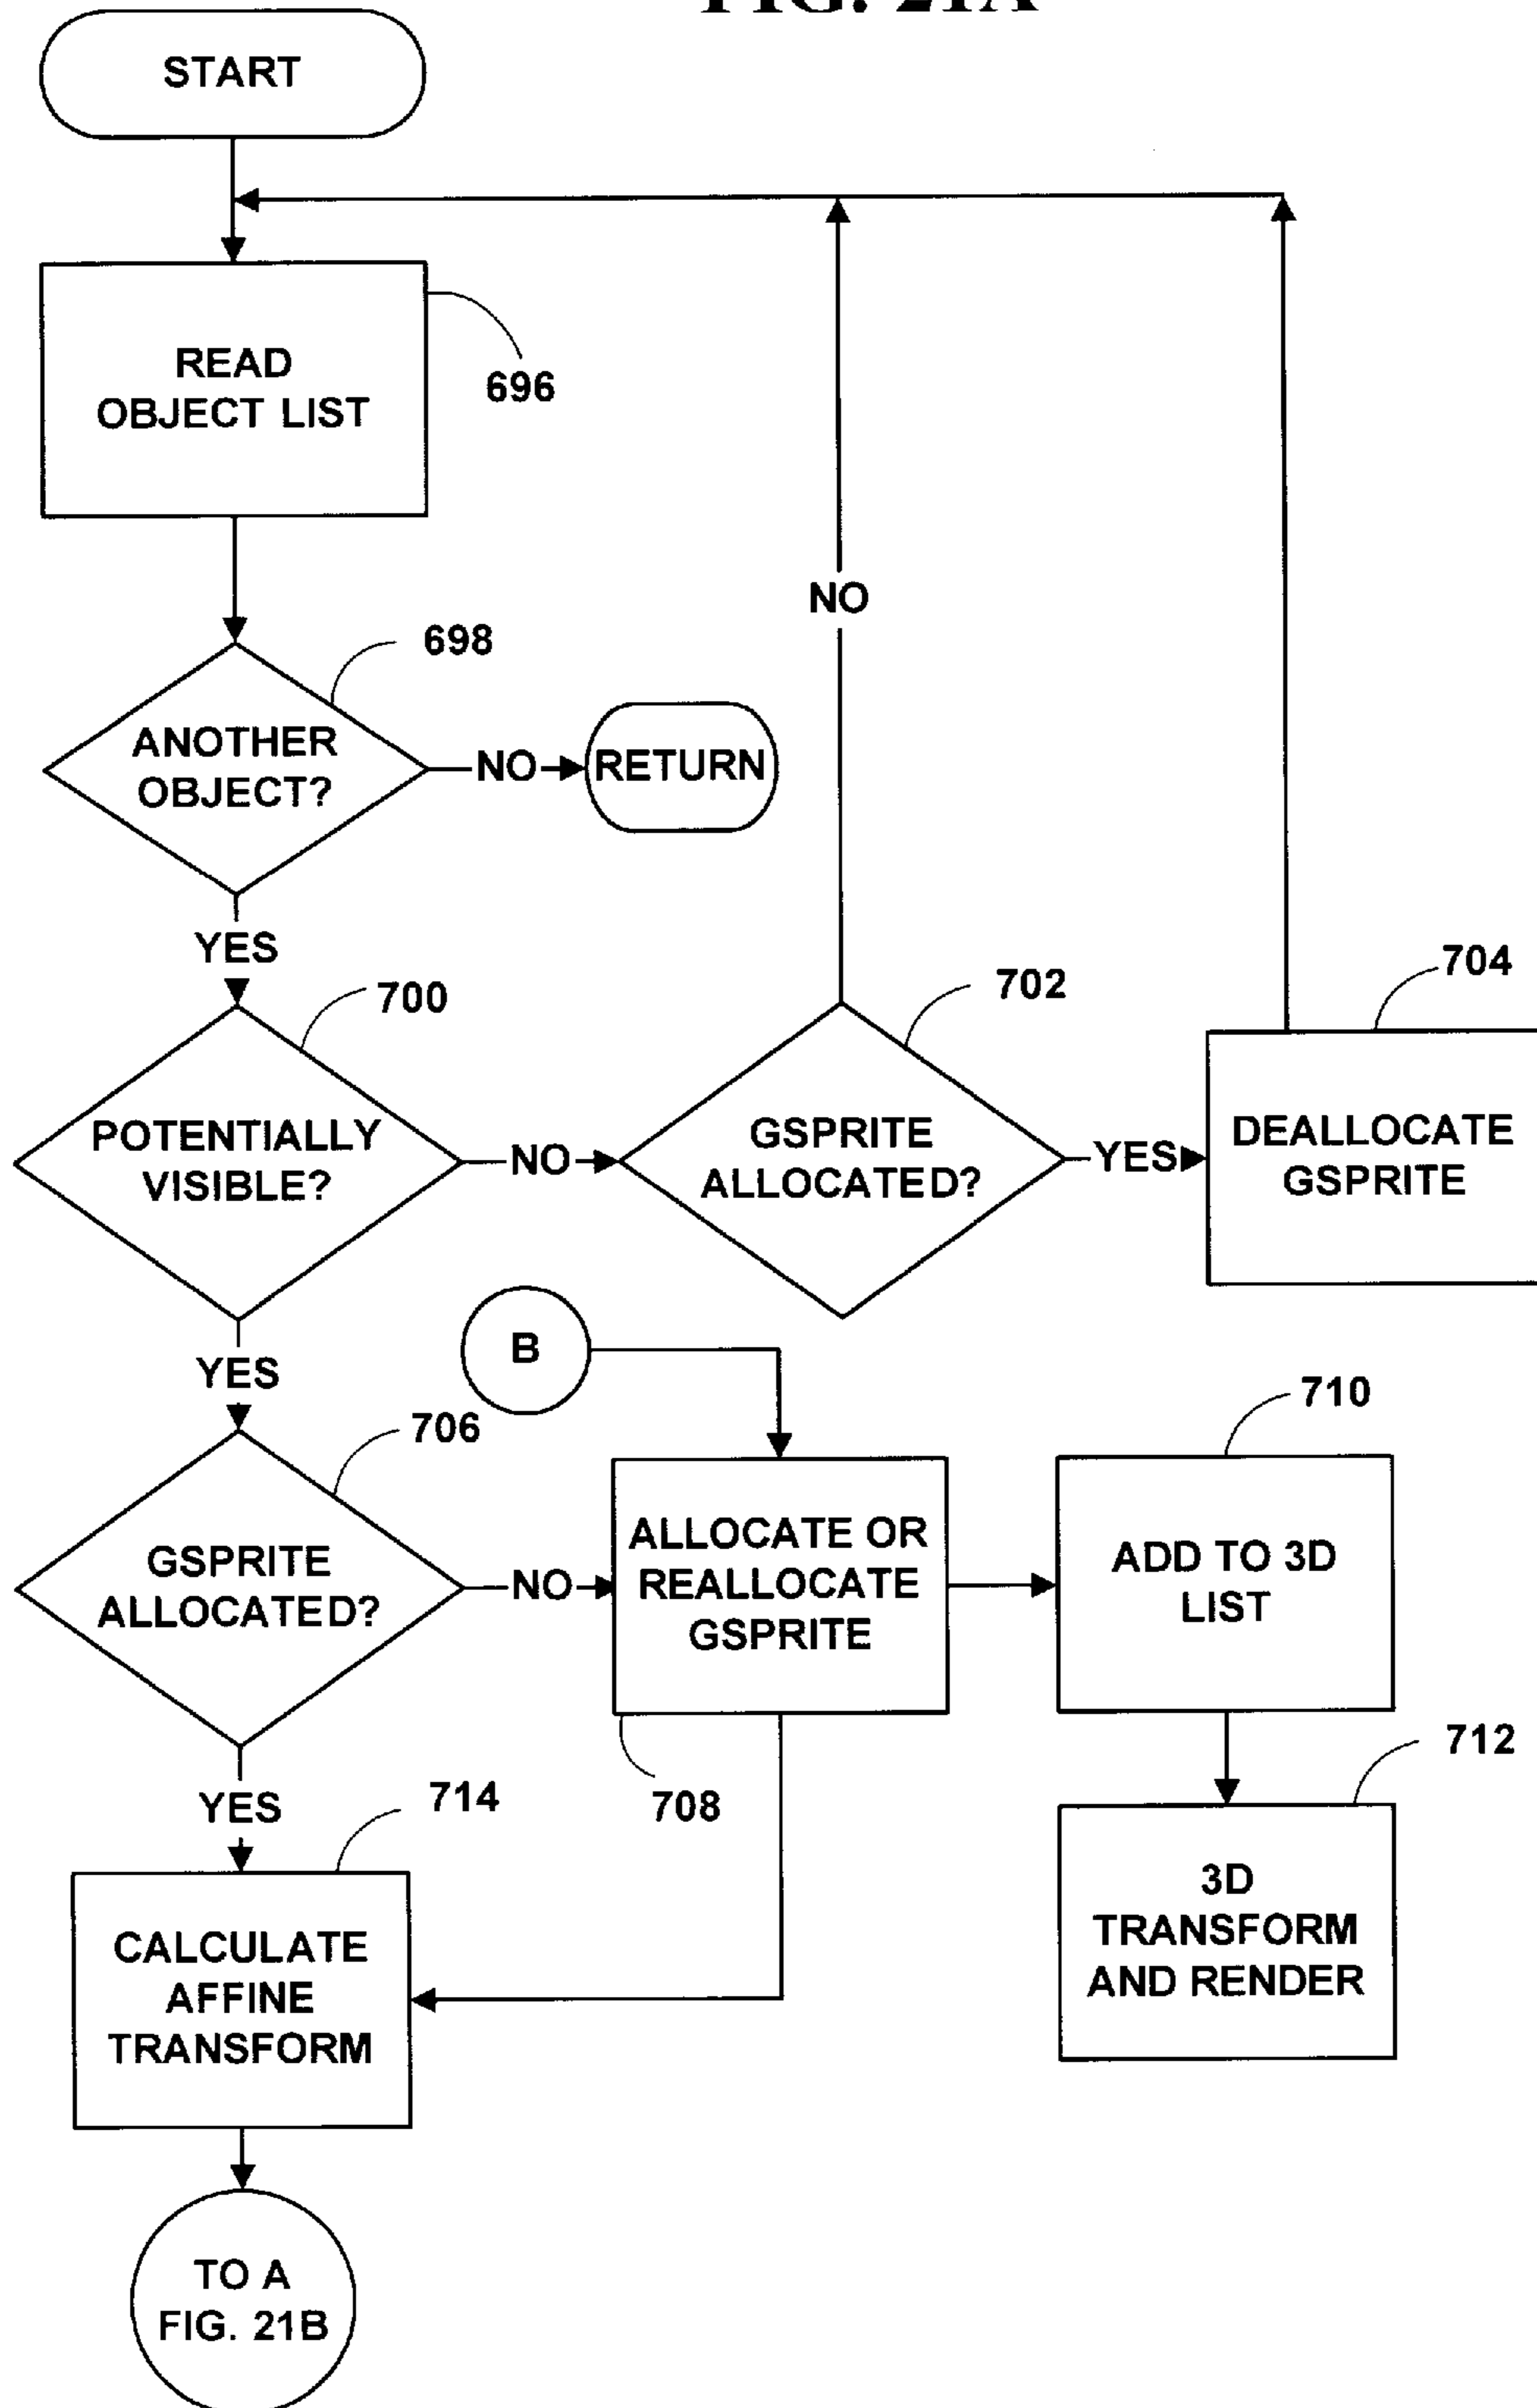 FIG. 21A
START
READ
OBJECT LIST
696
NO
698
ANOTHER
OBJECT?
NO
RETURN
YES
700
702
704
POTENTIALLY
VISIBLE?
NO
GSPRITE
ALLOCATED?
YES
DEALLOCATE
GSPRITE
YES
B
706
710
GSPRITE
ALLOCATED?
NO
ALLOCATE OR
REALLOCATE
GSPRITE
ADD TO 3D
LIST
YES
714
708
712
CALCULATE
AFFINE
TRANSFORM
3D
TRANSFORM
AND RENDER
TO A
FIG. 21B